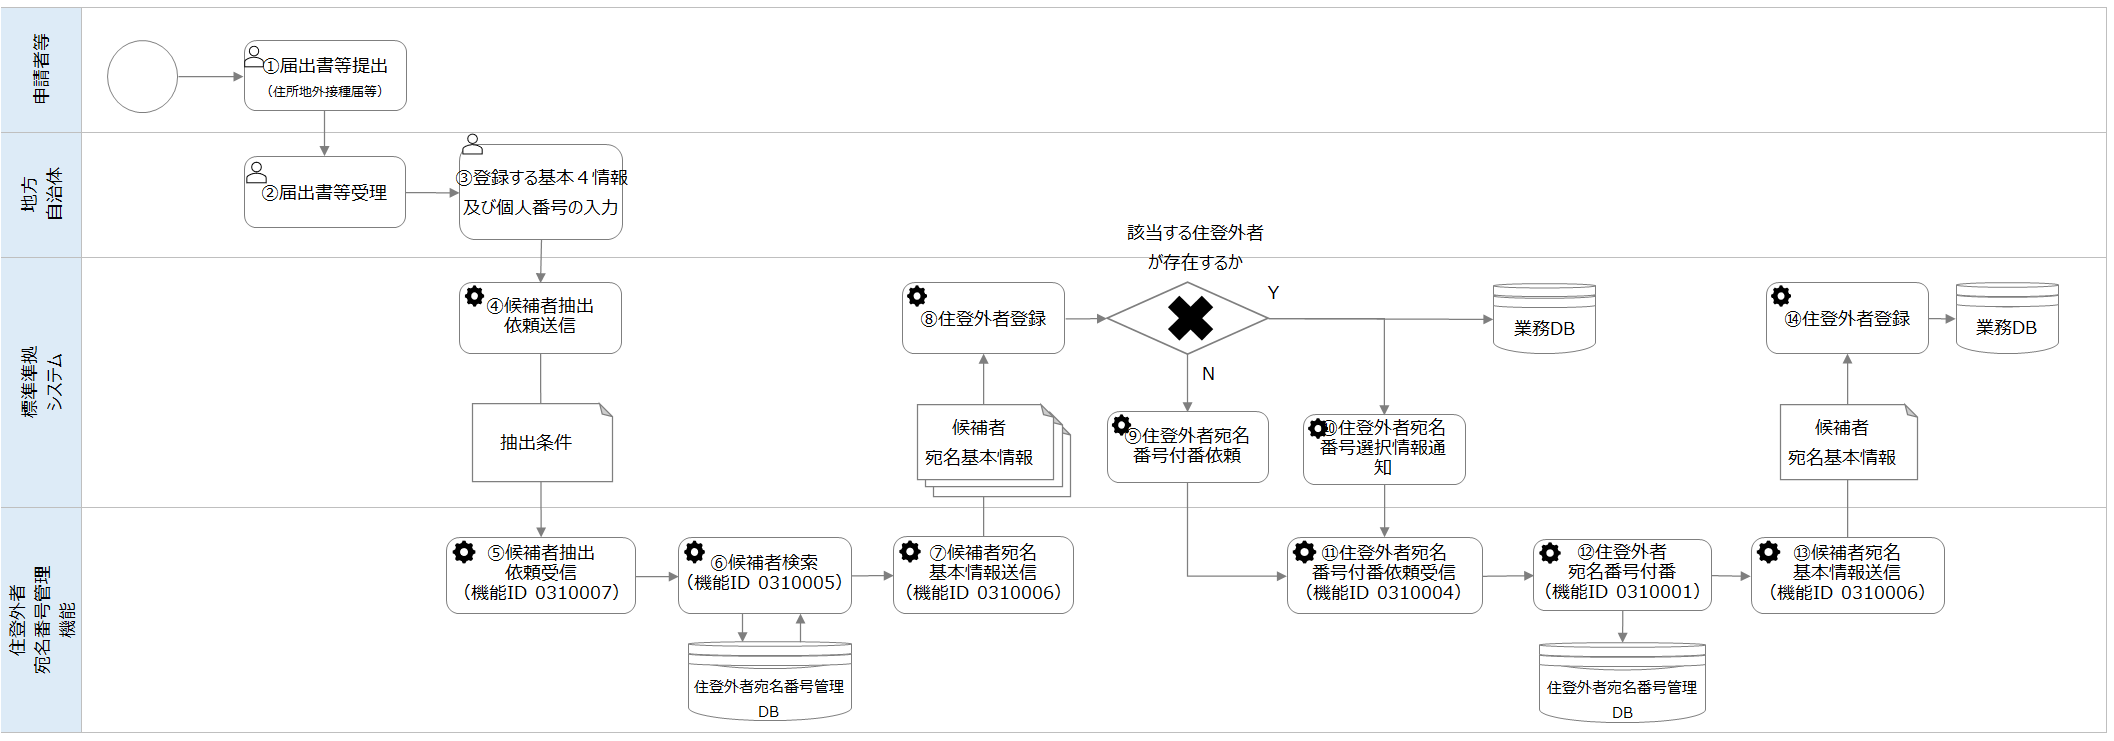 申請者等
①届出書等提出
（住所地外接種届等）
地方
自治体
②届出書等受理
③登録する基本４情報
及び個人番号の入力
標準準拠
システム
④候補者抽出
依頼送信
抽出条件
⑧住登外者登録
候補者
宛名基本情報
該当する住登外者
が存在するか
Y
N
⑨住登外者宛名
番号付番依頼
⑩住登外者宛名
番号選択情報通
知
業務DB
⑭住登外者登録
業務DB
候補者
宛名基本情報
住登外者
宛名番号管理
機能
⑤候補者抽出
依頼受信
（機能ID 0310007）
⑥候補者検索
（機能ID 0310005）
住登外者宛名番号管理
DB
⑦候補者宛名
基本情報送信
（機能ID 0310006）
⑪住登外者宛名
番号付番依頼受信
（機能ID 0310004）
⑫住登外者
宛名番号付番
（機能ID 0310001）
住登外者宛名番号管理
DB
⑬候補者宛名
基本情報送信
（機能ID 0310006）